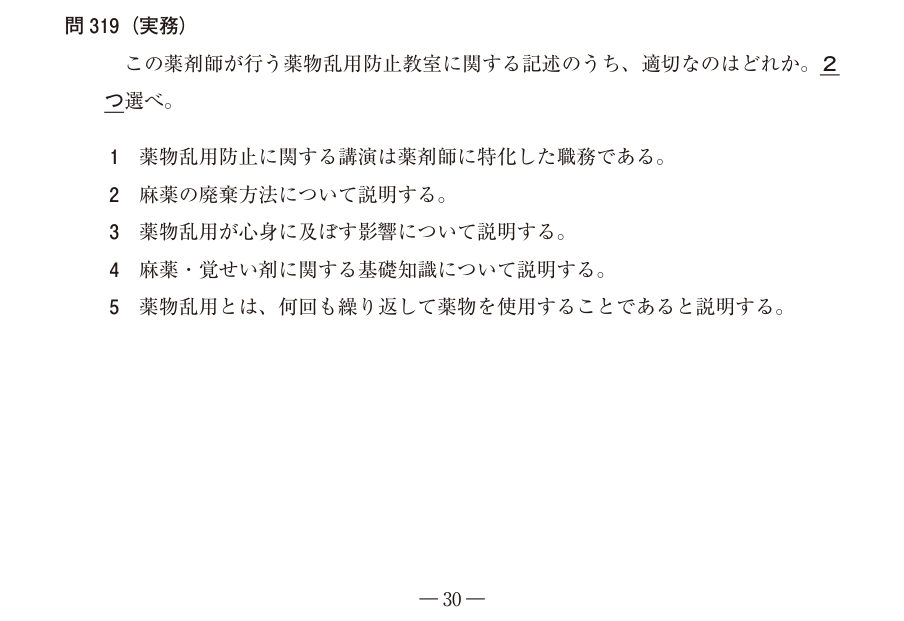 問 319（実務）
この薬剤師が行う薬物乱用防止教室に関する記述のうち、適切なのはどれか。2
つ選べ。
1 薬物乱用防止に関する講演は薬剤師に特化した職務である。
2 麻薬の廃棄方法について説明する。
3 薬物乱用が心身に及ぼす影響について説明する。
4 麻薬・覚せい剤に関する基礎知識について説明する。
5 薬物乱用とは、何回も繰り返して薬物を使用することであると説明する。
— 30 —